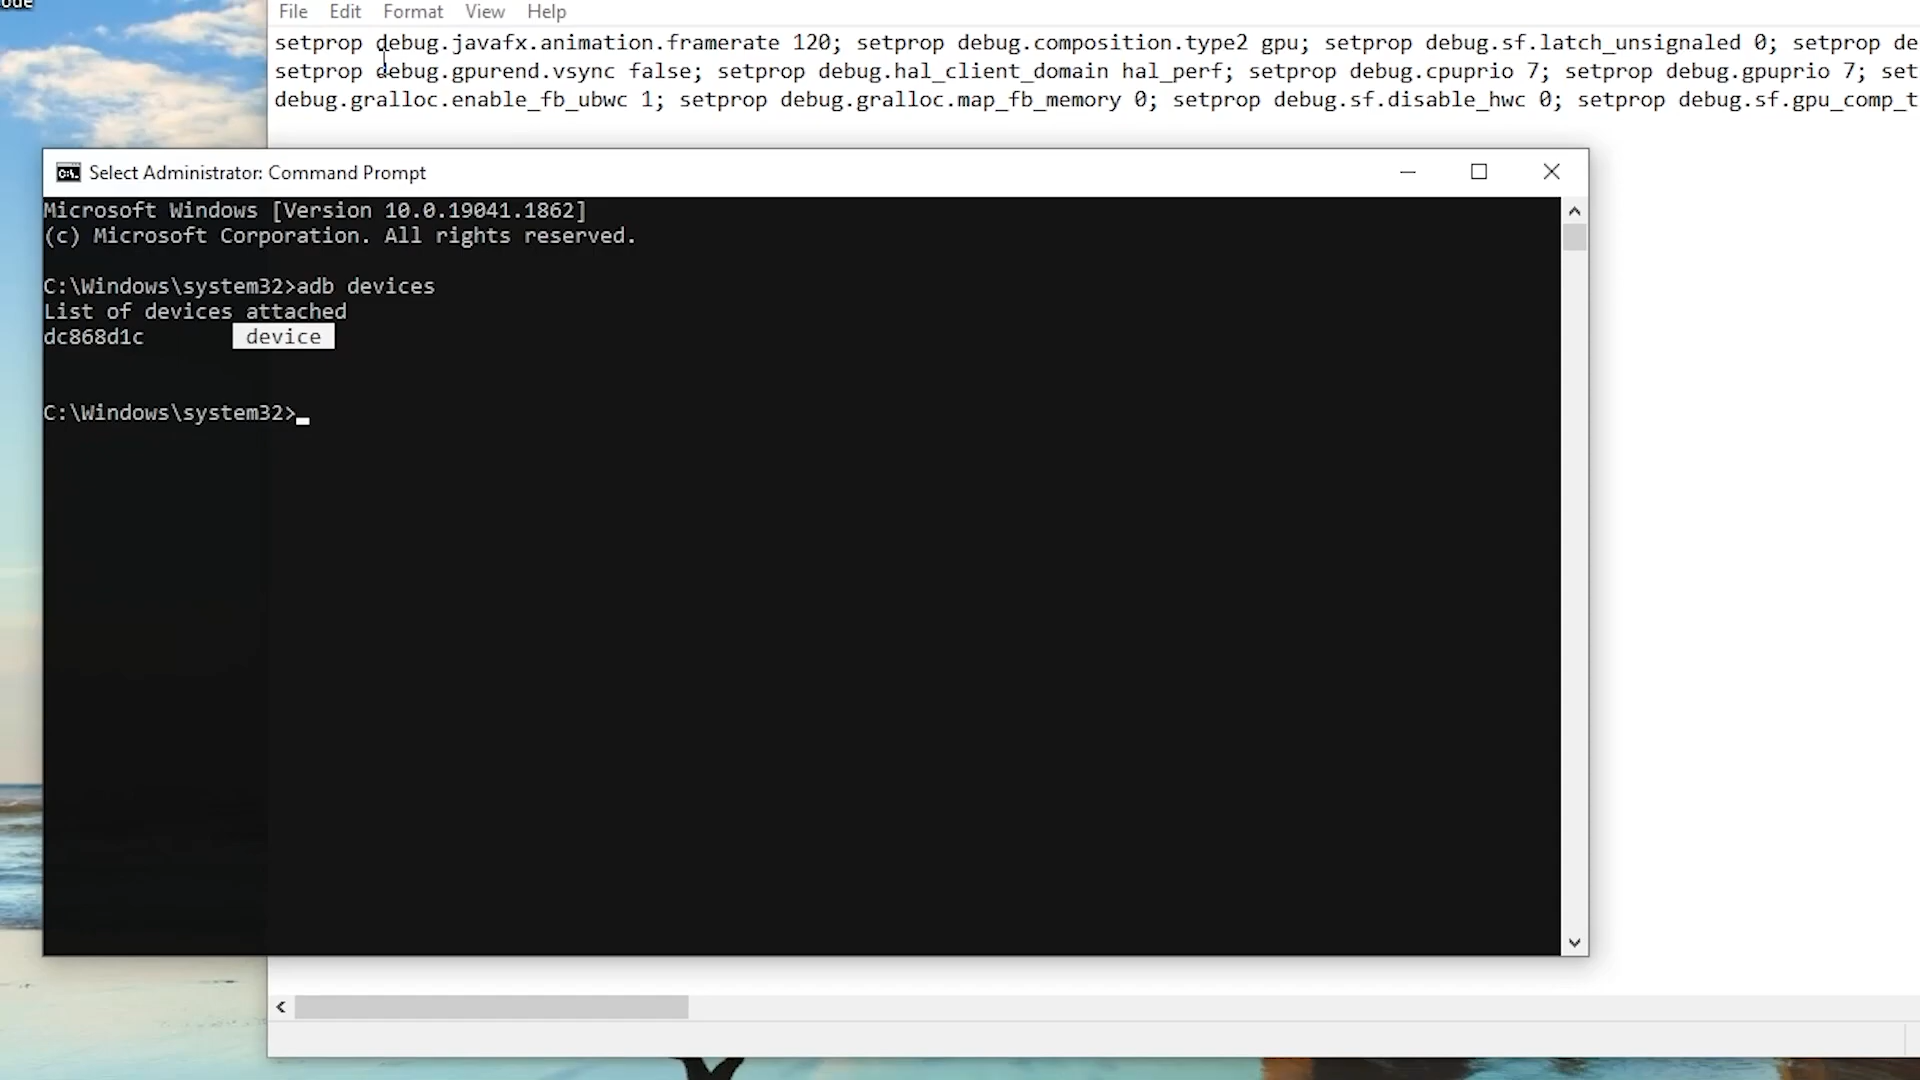 ode
File Edit Format View Help
setprop debug.javafx.animation.framerate 120; setprop debug.composition.type2 gpu; setprop debug.sf.latch_unsignaled 0; setprop de
setprop debug.gpurend.vsync false; setprop debug.hal_client_domain hal_perf; setprop debug.cpuprio 7; setprop debug.gpuprio 7; set
debug.gralloc.enable_fb_ubwc 1; setprop debug.gralloc.map_fb_memory 0; setprop debug.sf.disable_hwc 0; setprop debug.sf.gpu_comp_t
Select Administrator: Command Prompt
Microsoft Windows [Version 10.0.19041.1862]
(c) Microsoft Corporation. All rights reserved.
C:\Windows\system32>adb devices
List of devices attached
dc868d1c device
C:\Windows\system32>